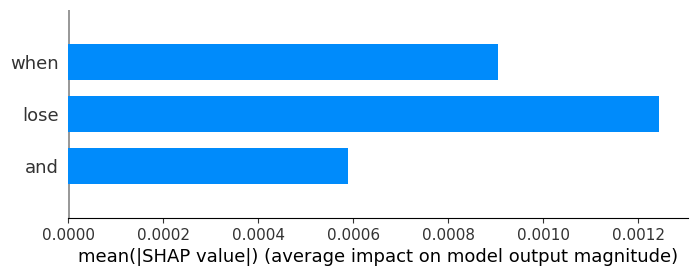 when
lose
and
0.0000 0.0002 0.0004 0.0006 0.0008 0.0010 0.0012
mean(|SHAP value|) (average impact on model output magnitude)